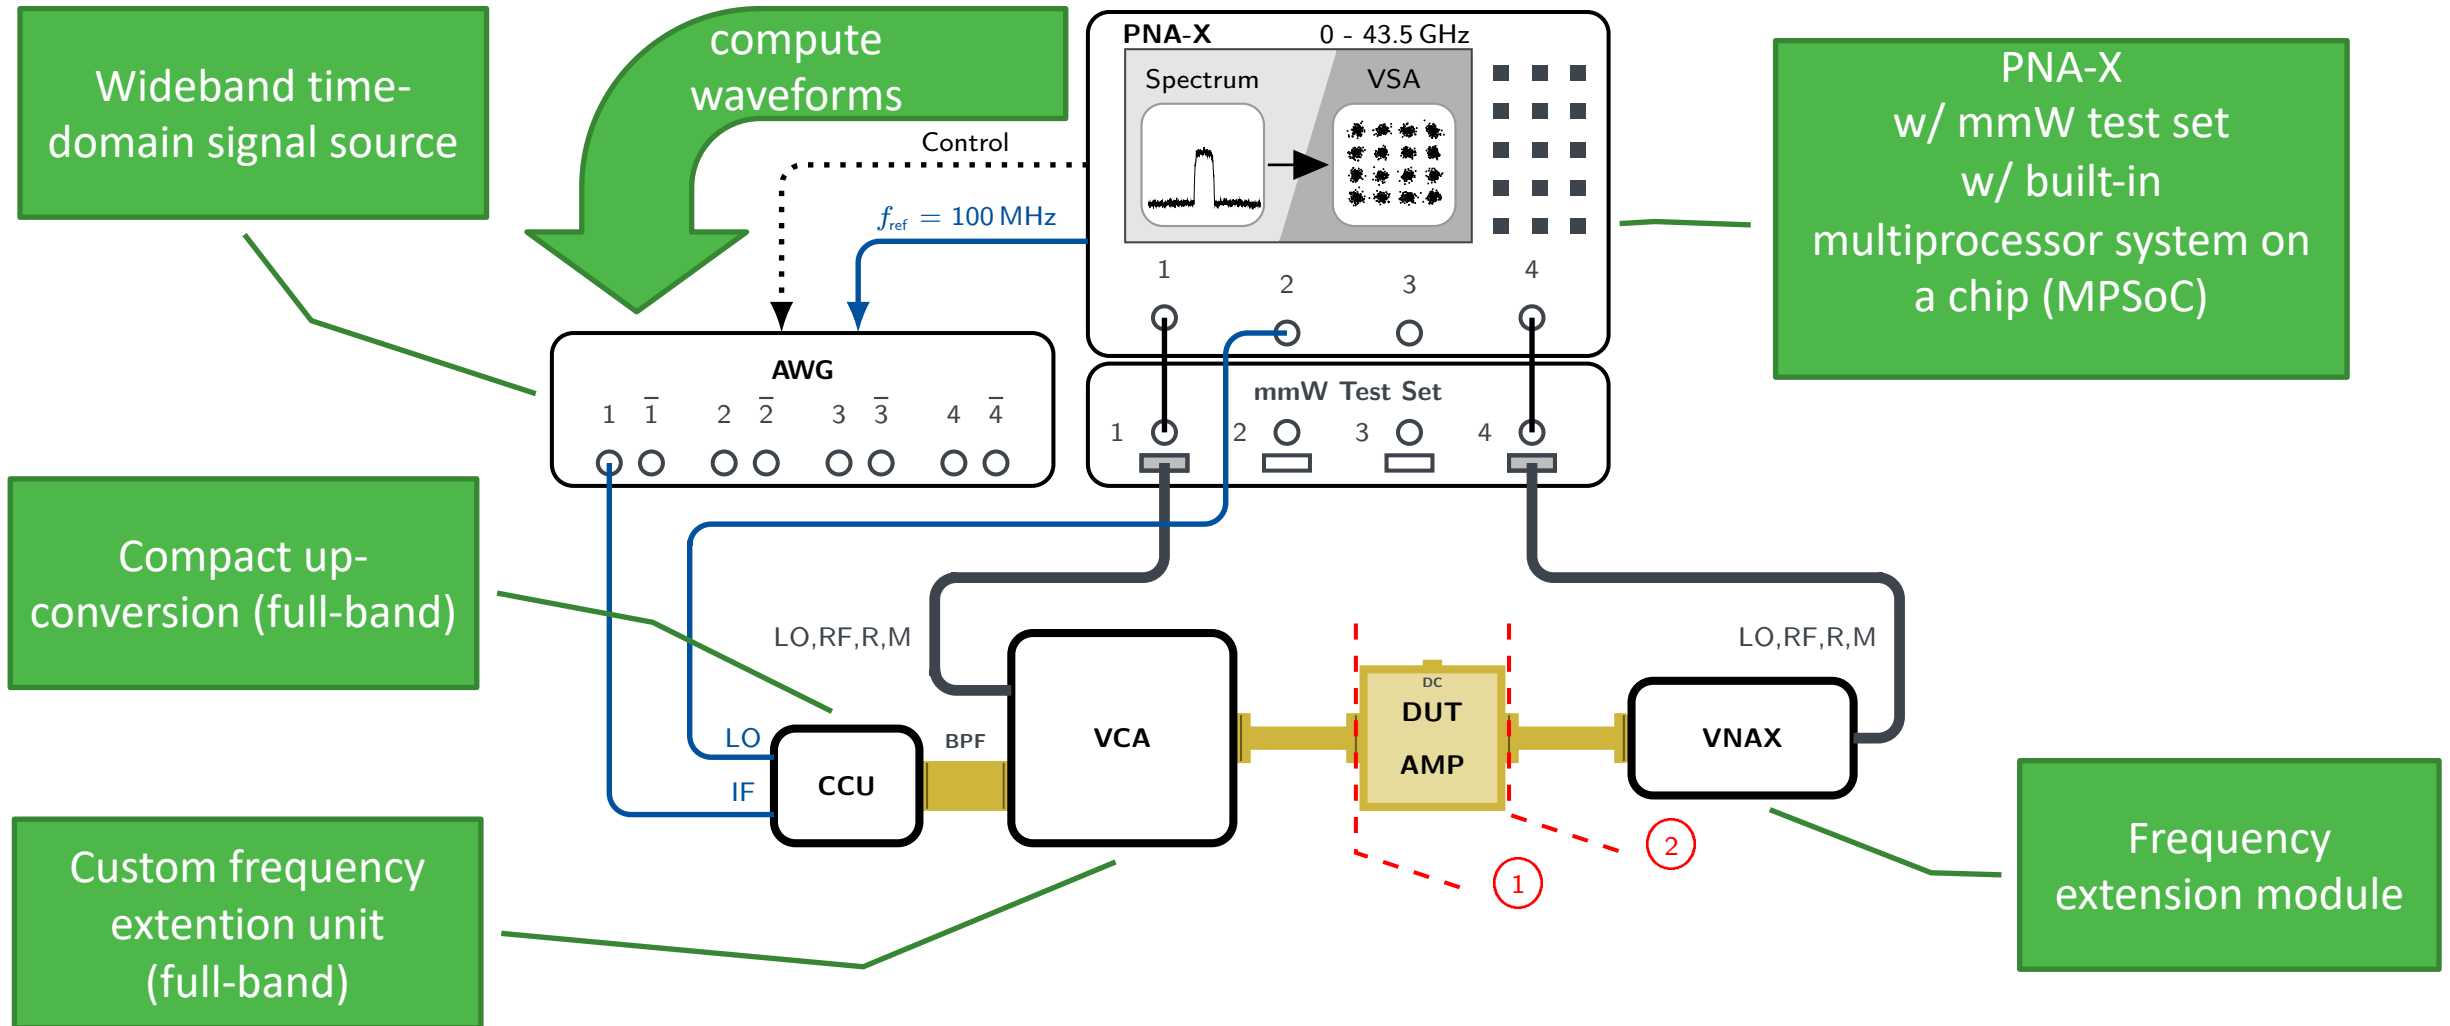 Wideband time-
domain signal source
compute
waveforms
PNA-X
0 - 43.5 GHz
Spectrum
VSA
PNA-X
w/ mmW test set
w/ built-in
multiprocessor system on
a chip (MPSoC)
Control
f_ref = 100 MHz
1
2
3
4
AWG
1 1̅ 2 2̅ 3 3̅ 4 4̅
mmW Test Set
1
2
3
4
Compact up-
conversion (full-band)
LO,RF,R,M
LO,RF,R,M
LO
IF
CCU
BPF
VCA
DC
DUT
AMP
VNAX
1
2
Custom frequency
extention unit
(full-band)
Frequency
extension module